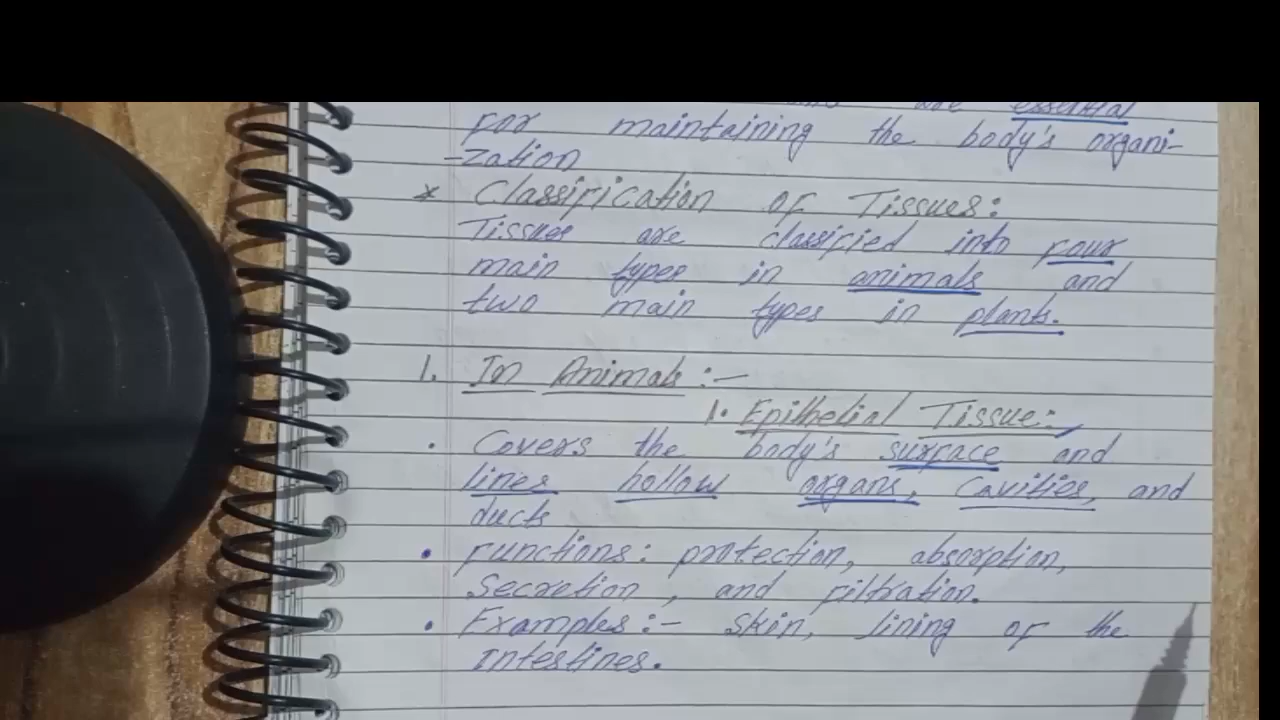 are essential
for maintaining the body's organi-
-zation
* Classification of Tissues:
Tissues are classified into four
main types in animals and
two main types in plants.
1. In Animals :-
1. Epithelial Tissue:
• Covers the body's surface and
lines hollow organs, cavities, and
ducts
• Functions: protection, absorption,
Secretion, and filtration.
• Examples:- Skin, lining of the
Intestines.